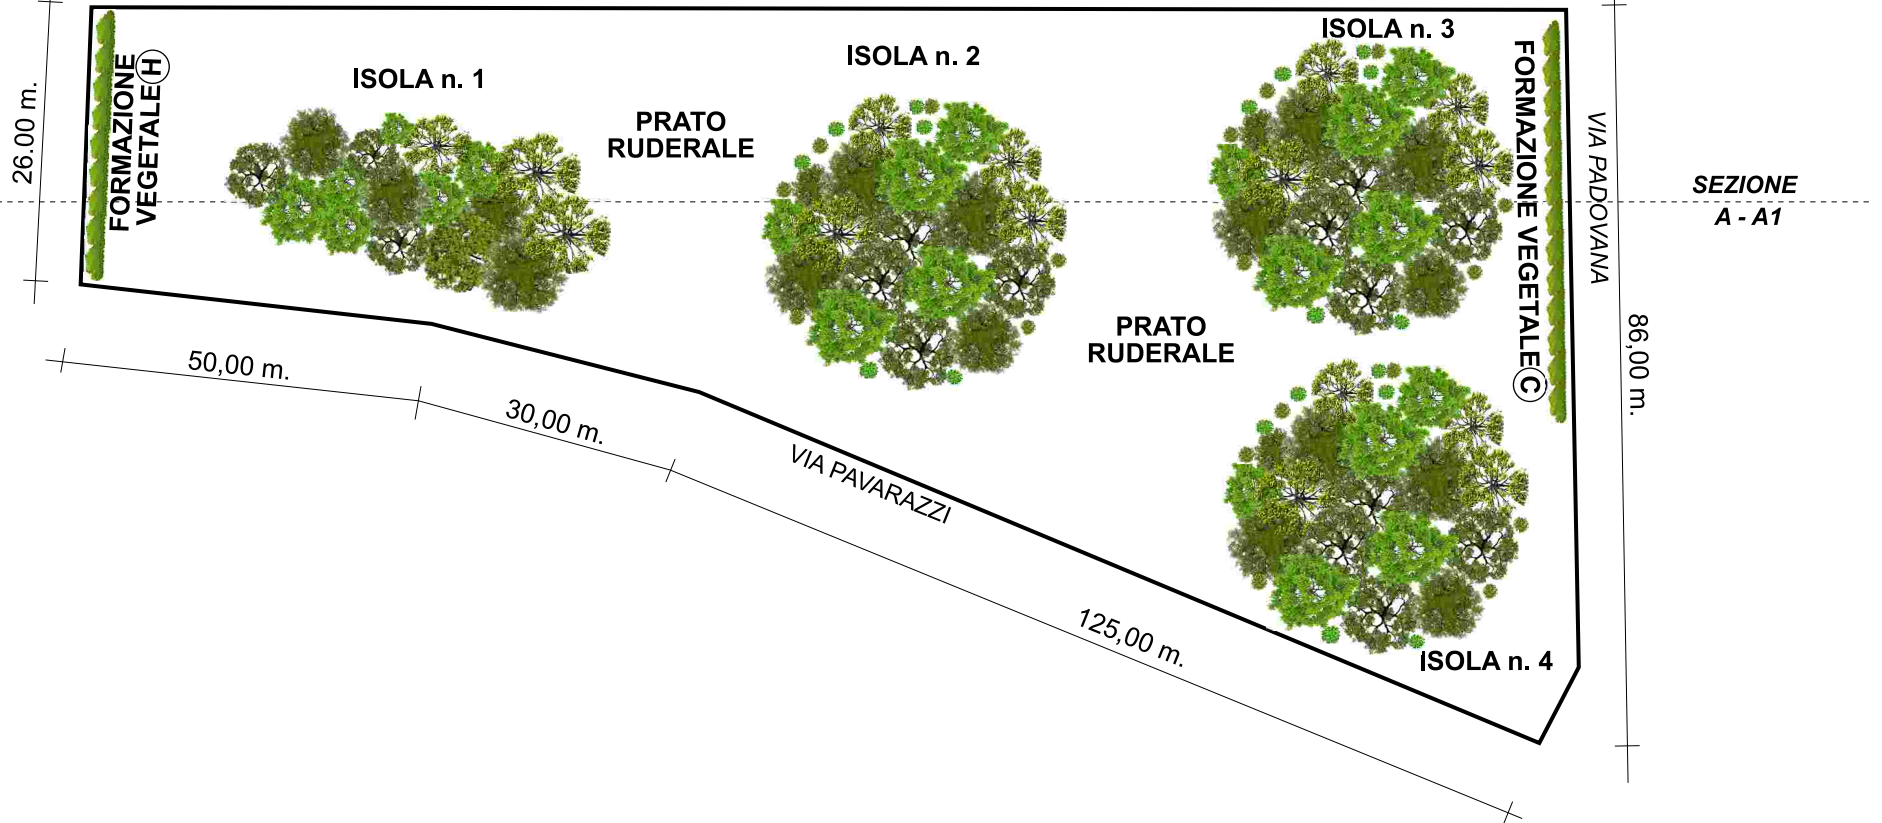 ISOLA n. 1
ISOLA n. 2
ISOLA n. 3
FORMAZIONE
VEGETALE H
26.00 m.
PRATO
RUDERALE
FORMAZIONE VEGETALE C
VIA PADOVANA
SEZIONE
A - A1
PRATO
RUDERALE
86,00 m.
50,00 m.
30,00 m.
VIA PAVARAZZI
125,00 m.
ISOLA n. 4